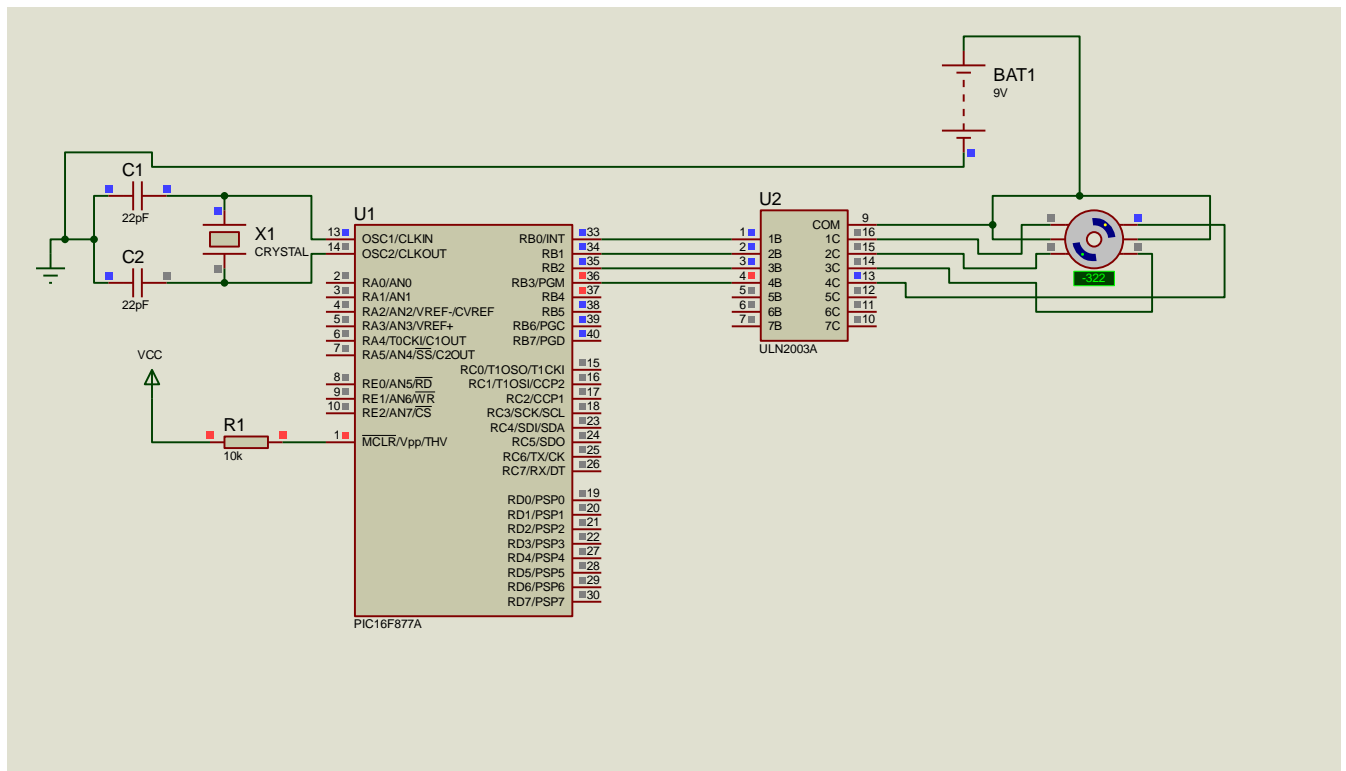 BAT1
9V
C1
22pF
X1
CRYSTAL
C2
22pF
VCC
R1
10k
U1
13 OSC1/CLKIN RB0/INT 33
14 OSC2/CLKOUT RB1 34
RB2 35
2 RA0/AN0 RB3/PGM 36
3 RA1/AN1 RB4 37
4 RA2/AN2/VREF-/CVREF RB5 38
5 RA3/AN3/VREF+ RB6/PGC 39
6 RA4/T0CKI/C1OUT RB7/PGD 40
7 RA5/AN4/SS/C2OUT
RC0/T1OSO/T1CKI 15
8 RE0/AN5/RD RC1/T1OSI/CCP2 16
9 RE1/AN6/WR RC2/CCP1 17
10 RE2/AN7/CS RC3/SCK/SCL 18
RC4/SDI/SDA 23
1 MCLR/Vpp/THV RC5/SDO 24
RC6/TX/CK 25
RC7/RX/DT 26
RD0/PSP0 19
RD1/PSP1 20
RD2/PSP2 21
RD3/PSP3 22
RD4/PSP4 27
RD5/PSP5 28
RD6/PSP6 29
RD7/PSP7 30
PIC16F877A
U2
COM 9
1 1B 1C 16
2 2B 2C 15
3 3B 3C 14
4 4B 4C 13
5 5B 5C 12
6 6B 6C 11
7 7B 7C 10
ULN2003A
-322